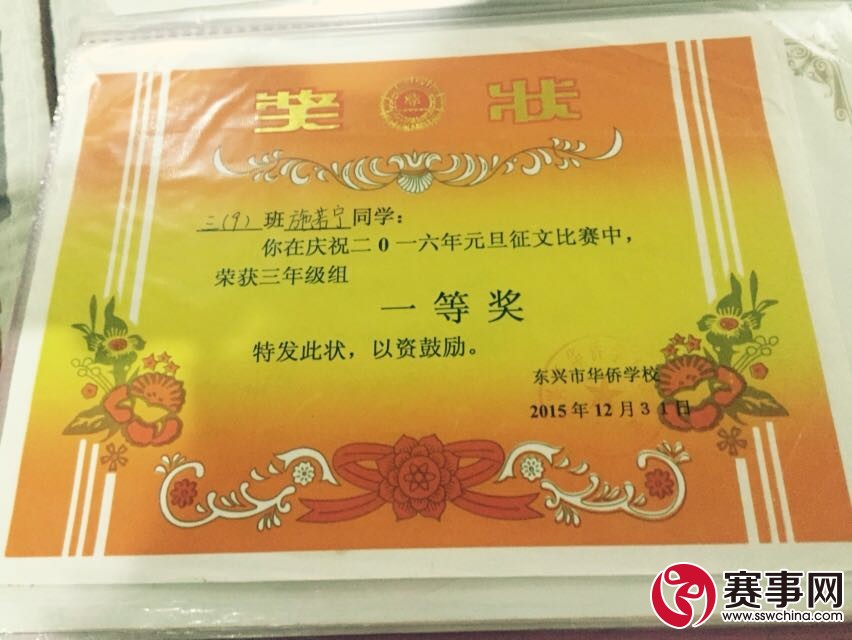 奖 状
三(9)班施若宁同学：
你在庆祝二0一六年元旦征文比赛中，
荣获三年级组
一等奖
特发此状，以资鼓励。
东兴市华侨学校
2015年12月31日
赛事网
www.sswchina.com